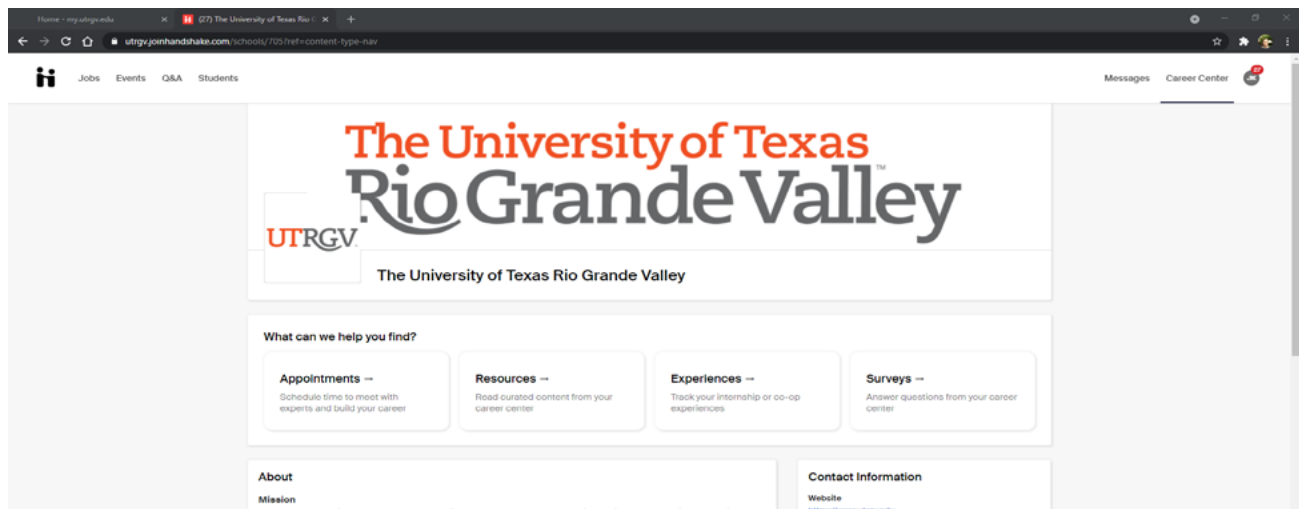 Home - my.utrgv.edu
(27) The University of Texas Rio G
utrgv.joinhandshake.com/schools/705?ref=content-type-nav
Jobs Events Q&A Students
Messages Career Center 27
The University of Texas
Rio Grande Valley™
UTRGV
The University of Texas Rio Grande Valley
What can we help you find?
Appointments → Resources → Experiences → Surveys →
Schedule time to meet with Read curated content from your Track your internship or co-op Answer questions from your career
experts and build your career career center experiences center
About Contact Information
Mission Website